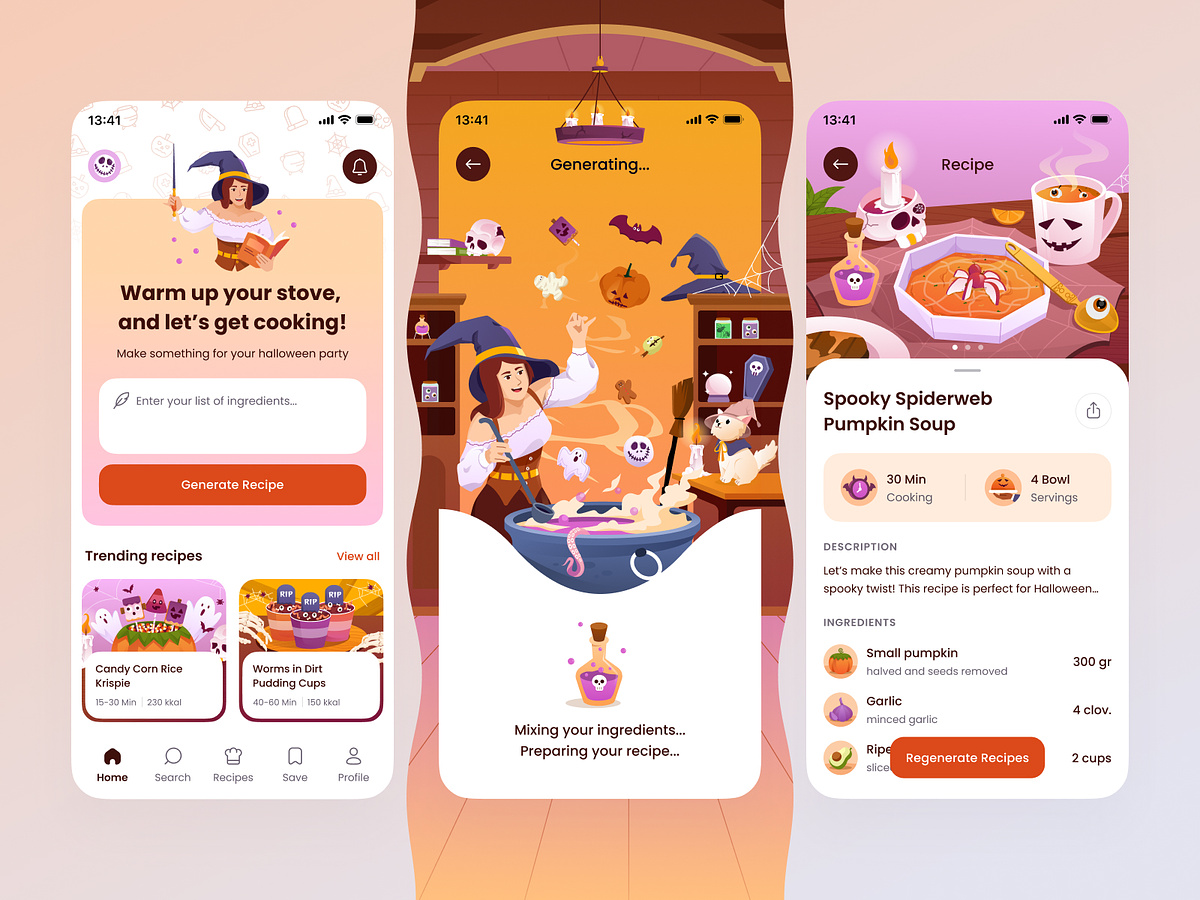 13:41
Warm up your stove,
and let's get cooking!
Make something for your halloween party
Enter your list of ingredients...
Generate Recipe
Trending recipes
View all
RIP
RIP
RIP
Candy Corn Rice
Krispie
15-30 Min
230 kkal
Worms in Dirt
Pudding Cups
40-60 Min
150 kkal
Home
Search
Recipes
Save
Profile
13:41
Generating...
Mixing your ingredients...
Preparing your recipe...
13:41
Recipe
Spooky Spiderweb
Pumpkin Soup
30 Min
Cooking
4 Bowl
Servings
DESCRIPTION
Let's make this creamy pumpkin soup with a
spooky twist! This recipe is perfect for Halloween...
INGREDIENTS
Small pumpkin
halved and seeds removed
300 gr
Garlic
minced garlic
4 clov.
Ripe
slice
2 cups
Regenerate Recipes